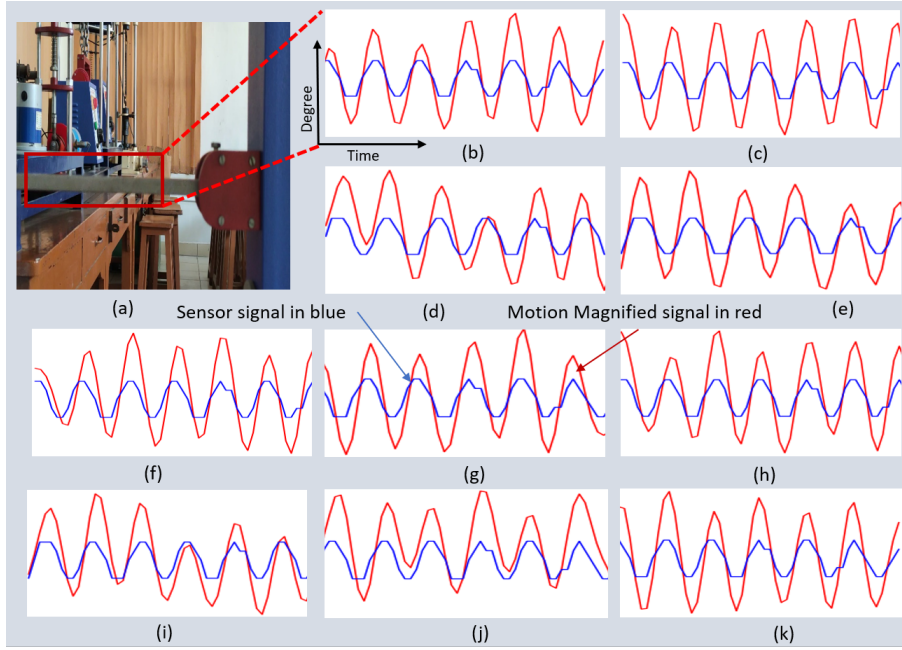 Degree
Time
(b)
(c)
(a)
(d)
(e)
Sensor signal in blue
Motion Magnified signal in red
(f)
(g)
(h)
(i)
(j)
(k)